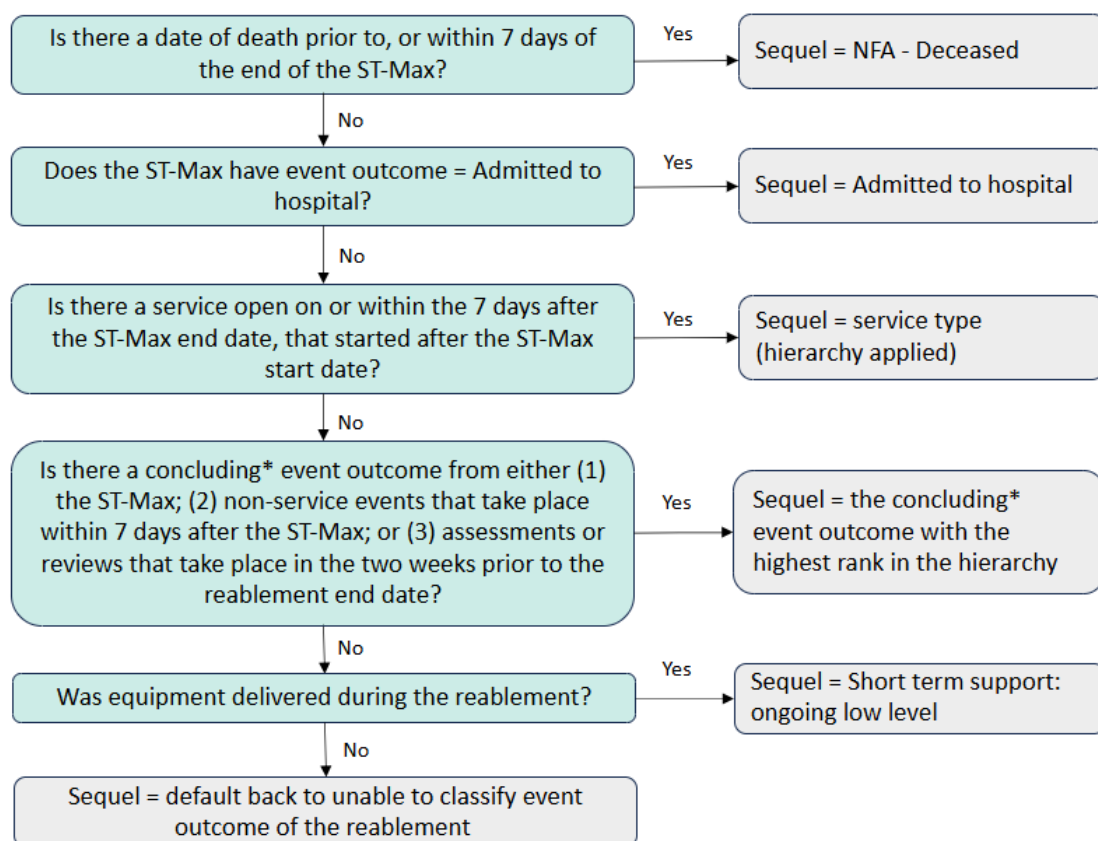 Is there a date of death prior to, or within 7 days of
the end of the ST-Max?
Yes
Sequel = NFA - Deceased
No
Does the ST-Max have event outcome = Admitted to
hospital?
Yes
Sequel = Admitted to hospital
No
Is there a service open on or within the 7 days after
the ST-Max end date, that started after the ST-Max
start date?
Yes
Sequel = service type
(hierarchy applied)
No
Is there a concluding* event outcome from either (1)
the ST-Max; (2) non-service events that take place
within 7 days after the ST-Max; or (3) assessments or
reviews that take place in the two weeks prior to the
reablement end date?
Yes
Sequel = the concluding*
event outcome with the
highest rank in the hierarchy
No
Was equipment delivered during the reablement?
Yes
Sequel = Short term support:
ongoing low level
No
Sequel = default back to unable to classify event
outcome of the reablement